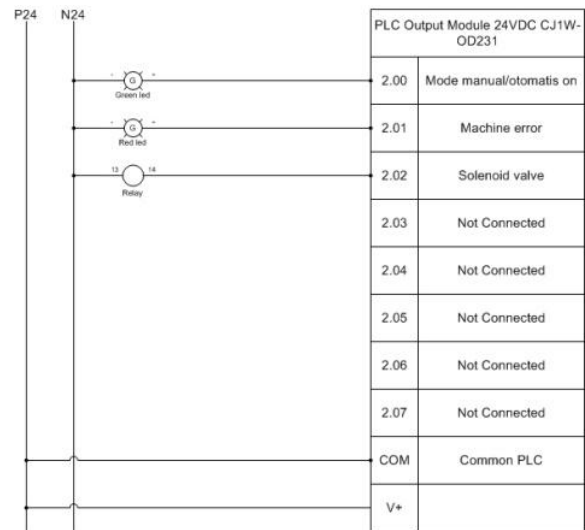 P24 N24
PLC Output Module 24VDC CJ1W-
OD231
- G +
Green led
2.00 Mode manual/otomatis on
- G +
Red led
2.01 Machine error
13 14
Relay
2.02 Solenoid valve
2.03 Not Connected
2.04 Not Connected
2.05 Not Connected
2.06 Not Connected
2.07 Not Connected
COM Common PLC
V+